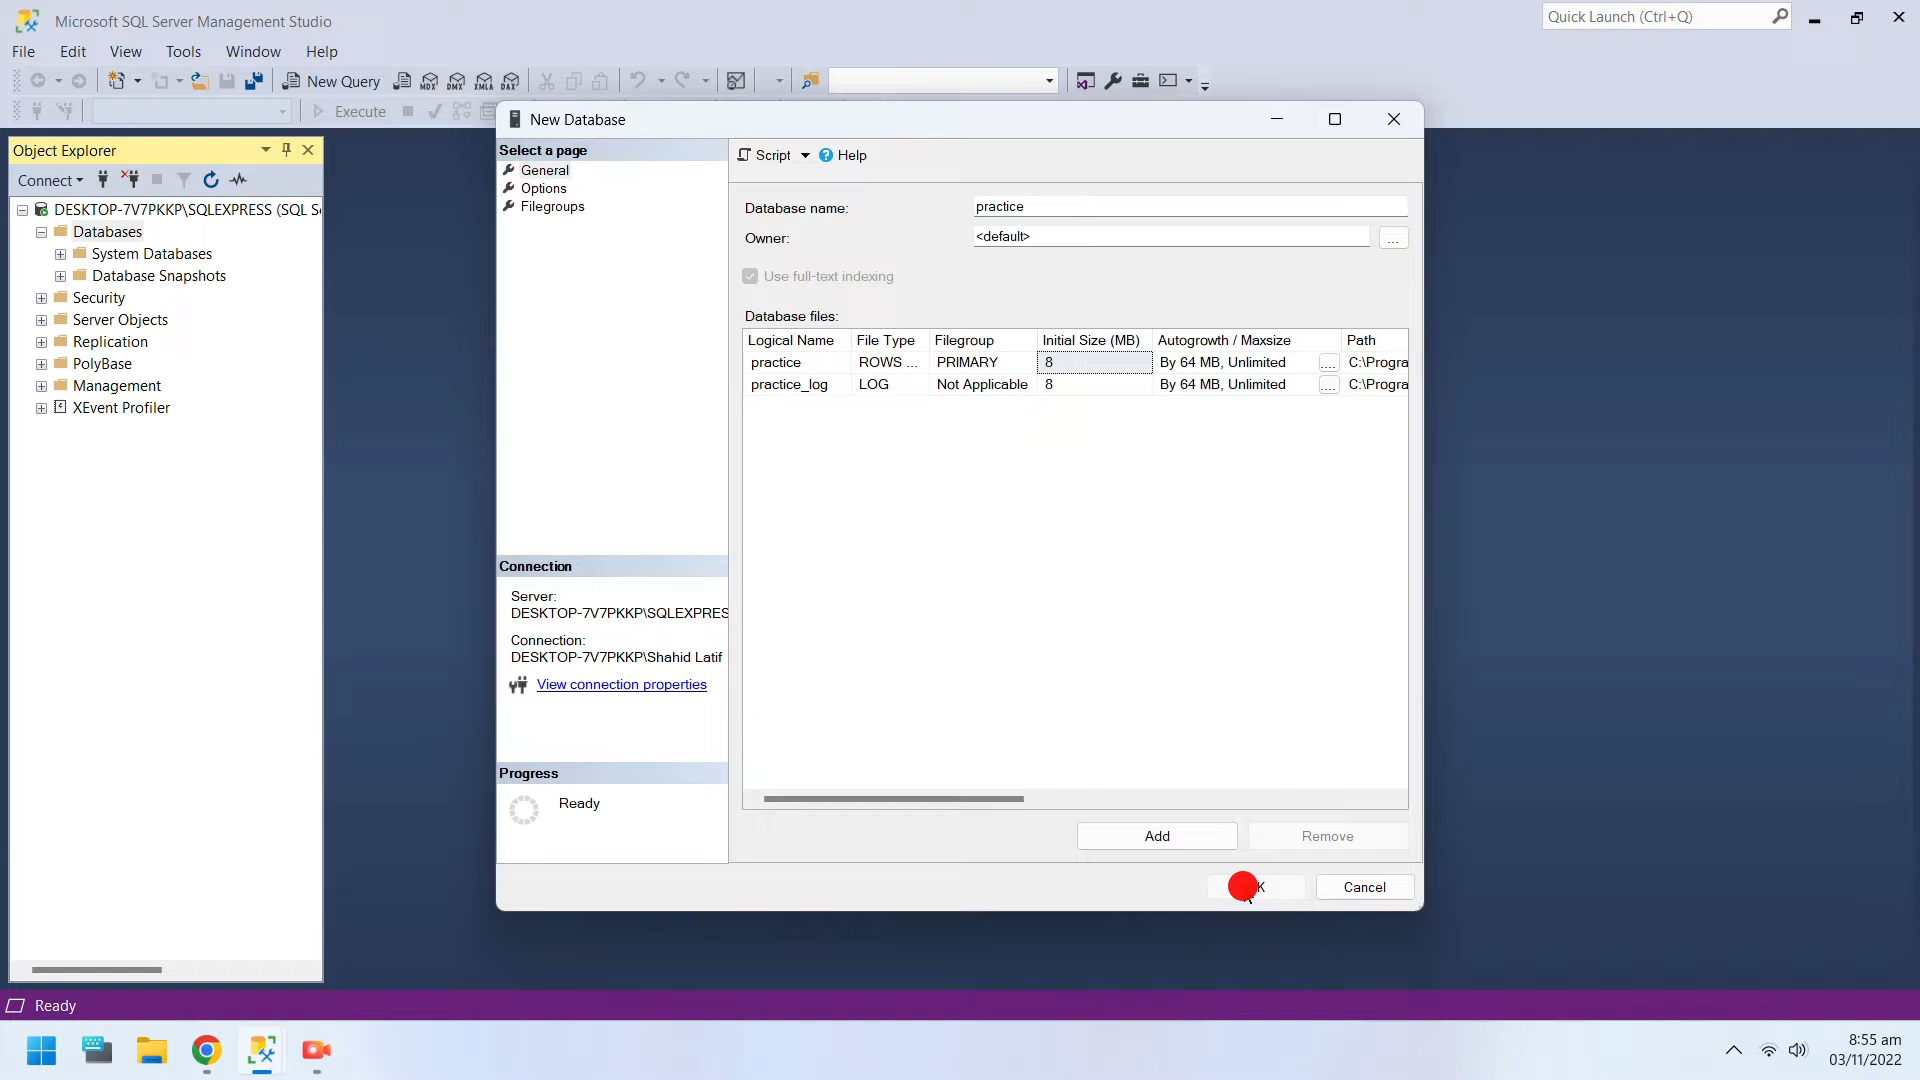 Microsoft SQL Server Management Studio
Quick Launch (Ctrl+Q)
File Edit View Tools Window Help
New Query MDX DMX XMLA DAX
Execute
Object Explorer
Connect
DESKTOP-7V7PKKP\SQLEXPRESS (SQL S
Databases
System Databases
Database Snapshots
Security
Server Objects
Replication
PolyBase
Management
XEvent Profiler
New Database
Select a page
General
Options
Filegroups
Script Help
Database name: practice
Owner: <default> ...
Use full-text indexing
Database files:
Logical Name File Type Filegroup Initial Size (MB) Autogrowth / Maxsize Path
practice ROWS ... PRIMARY 8 By 64 MB, Unlimited .... C:\Progra
practice_log LOG Not Applicable 8 By 64 MB, Unlimited .... C:\Progra
Connection
Server:
DESKTOP-7V7PKKP\SQLEXPRES
Connection:
DESKTOP-7V7PKKP\Shahid Latif
View connection properties
Progress
Ready
Add Remove
Cancel
Ready
8:55 am
03/11/2022